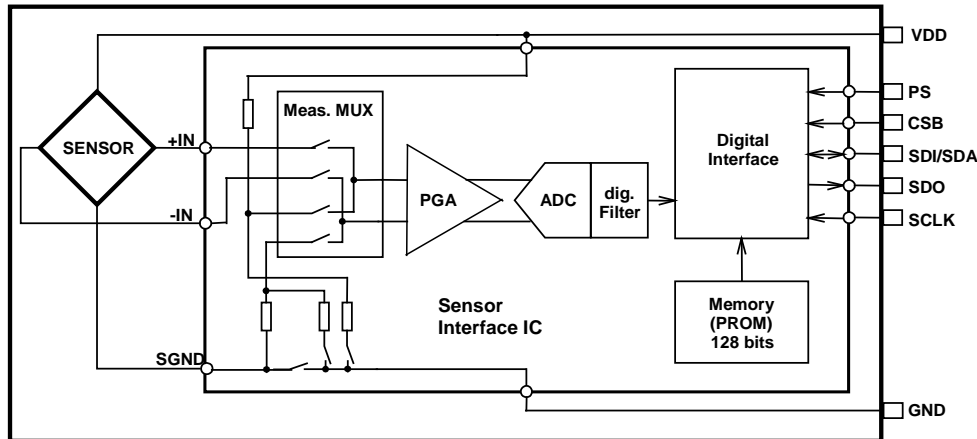 VDD
PS
Meas. MUX
CSB
SENSOR
+IN
Digital
Interface
SDI/SDA
PGA
ADC
dig.
Filter
SDO
-IN
SCLK
Sensor
Interface IC
Memory
(PROM)
128 bits
SGND
GND